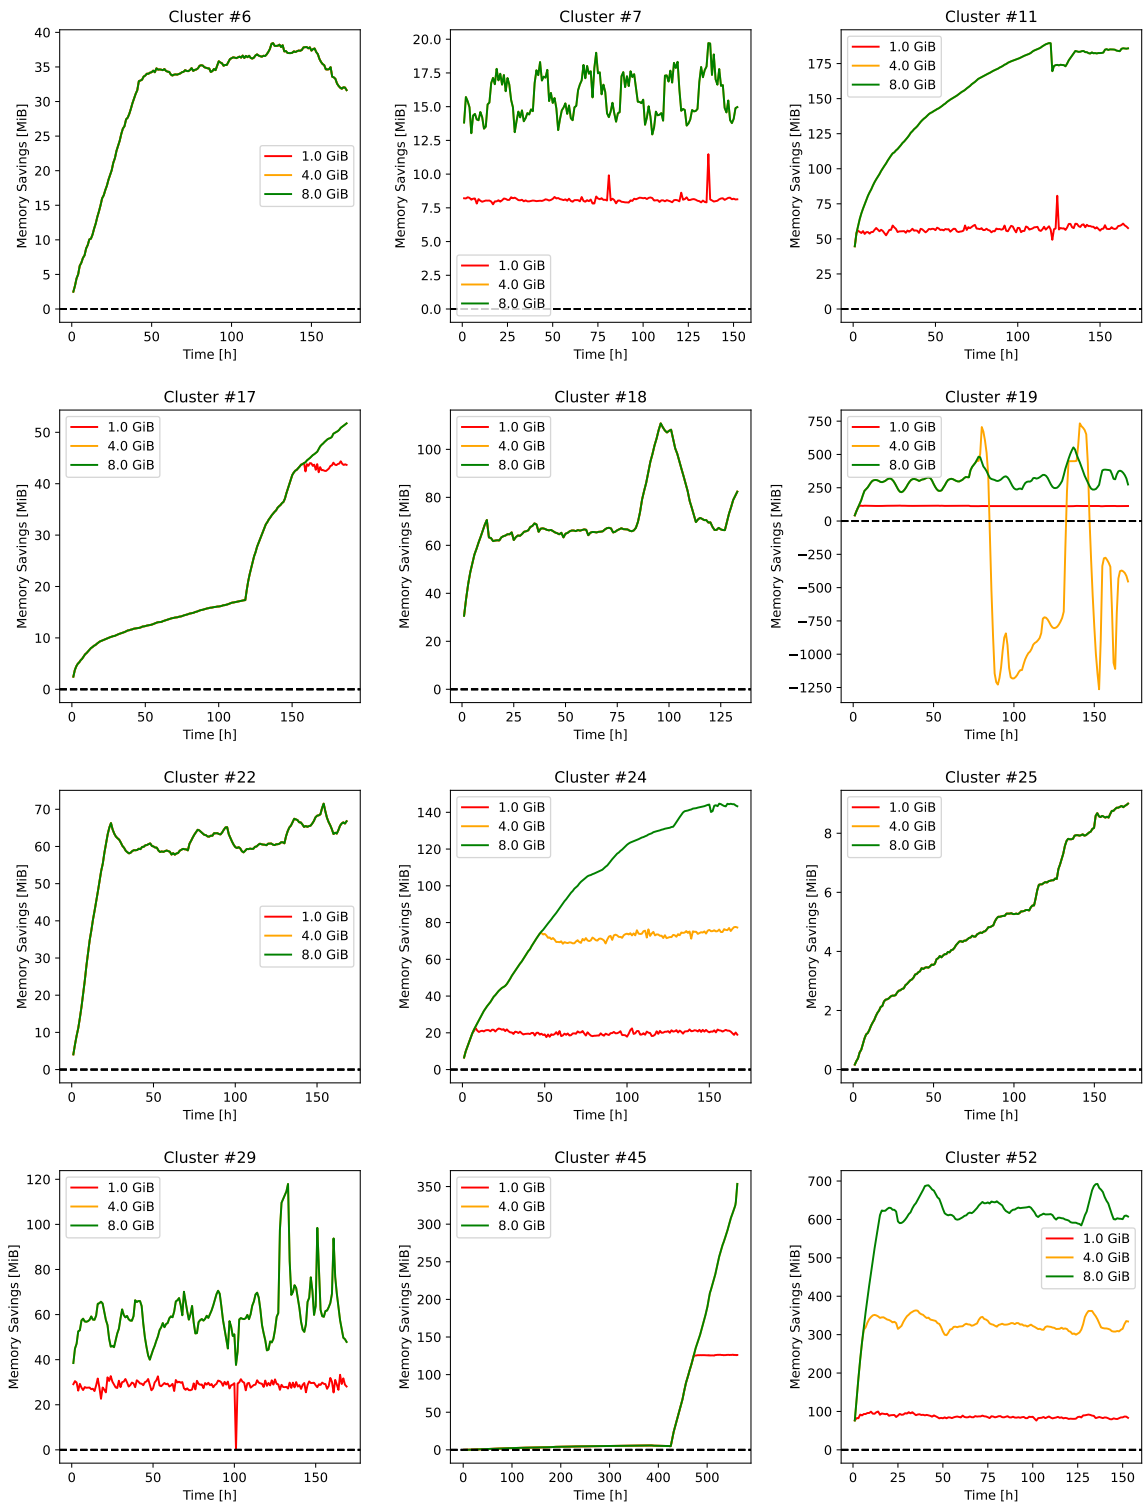 Cluster #6
Memory Savings [MiB]
40
35
30
25
20
15
10
5
0
1.0 GiB
4.0 GiB
8.0 GiB
0 50 100 150
Time [h]
Cluster #7
Memory Savings [MiB]
20.0
17.5
15.0
12.5
10.0
7.5
5.0
2.5
0.0
1.0 GiB
4.0 GiB
8.0 GiB
0 25 50 75 100 125 150
Time [h]
Cluster #11
Memory Savings [MiB]
175
150
125
100
75
50
25
0
1.0 GiB
4.0 GiB
8.0 GiB
0 50 100 150
Time [h]
Cluster #17
Memory Savings [MiB]
50
40
30
20
10
0
1.0 GiB
4.0 GiB
8.0 GiB
0 50 100 150
Time [h]
Cluster #18
Memory Savings [MiB]
100
80
60
40
20
0
1.0 GiB
4.0 GiB
8.0 GiB
0 25 50 75 100 125
Time [h]
Cluster #19
Memory Savings [MiB]
750
500
250
0
−250
−500
−750
−1000
−1250
1.0 GiB
4.0 GiB
8.0 GiB
0 50 100 150
Time [h]
Cluster #22
Memory Savings [MiB]
70
60
50
40
30
20
10
0
1.0 GiB
4.0 GiB
8.0 GiB
0 50 100 150
Time [h]
Cluster #24
Memory Savings [MiB]
140
120
100
80
60
40
20
0
1.0 GiB
4.0 GiB
8.0 GiB
0 50 100 150
Time [h]
Cluster #25
Memory Savings [MiB]
8
6
4
2
0
1.0 GiB
4.0 GiB
8.0 GiB
0 50 100 150
Time [h]
Cluster #29
Memory Savings [MiB]
120
100
80
60
40
20
0
1.0 GiB
4.0 GiB
8.0 GiB
0 50 100 150
Time [h]
Cluster #45
Memory Savings [MiB]
350
300
250
200
150
100
50
0
1.0 GiB
4.0 GiB
8.0 GiB
0 100 200 300 400 500
Time [h]
Cluster #52
Memory Savings [MiB]
700
600
500
400
300
200
100
0
1.0 GiB
4.0 GiB
8.0 GiB
0 25 50 75 100 125 150
Time [h]